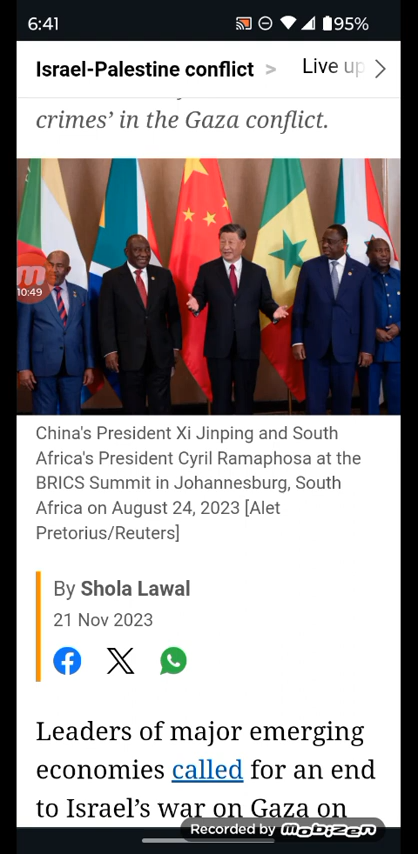 6:41
95%
Israel-Palestine conflict > Live up
crimes' in the Gaza conflict.
m
10:49
China's President Xi Jinping and South
Africa's President Cyril Ramaphosa at the
BRICS Summit in Johannesburg, South
Africa on August 24, 2023 [Alet
Pretorius/Reuters]
By Shola Lawal
21 Nov 2023
Leaders of major emerging
economies called for an end
to Israel's war on Gaza on
Recorded by mobizen